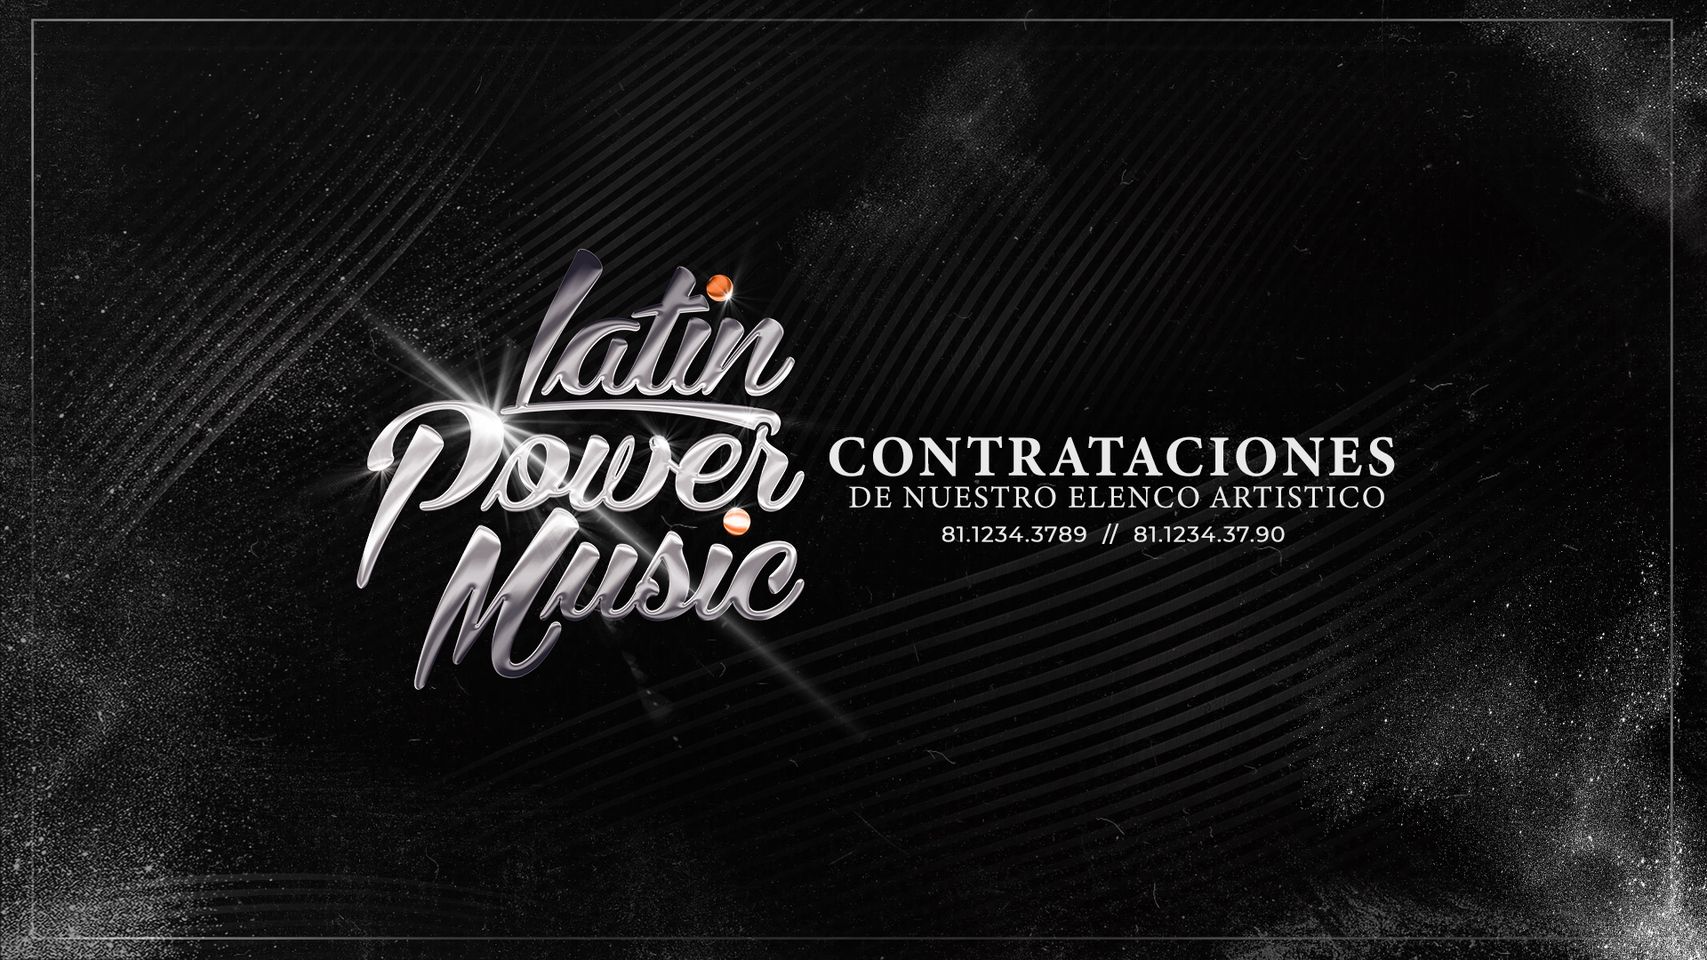 Latin
Power
Music
CONTRATACIONES
DE NUESTRO ELENCO ARTISTICO
81.1234.3789 // 81.1234.37.90